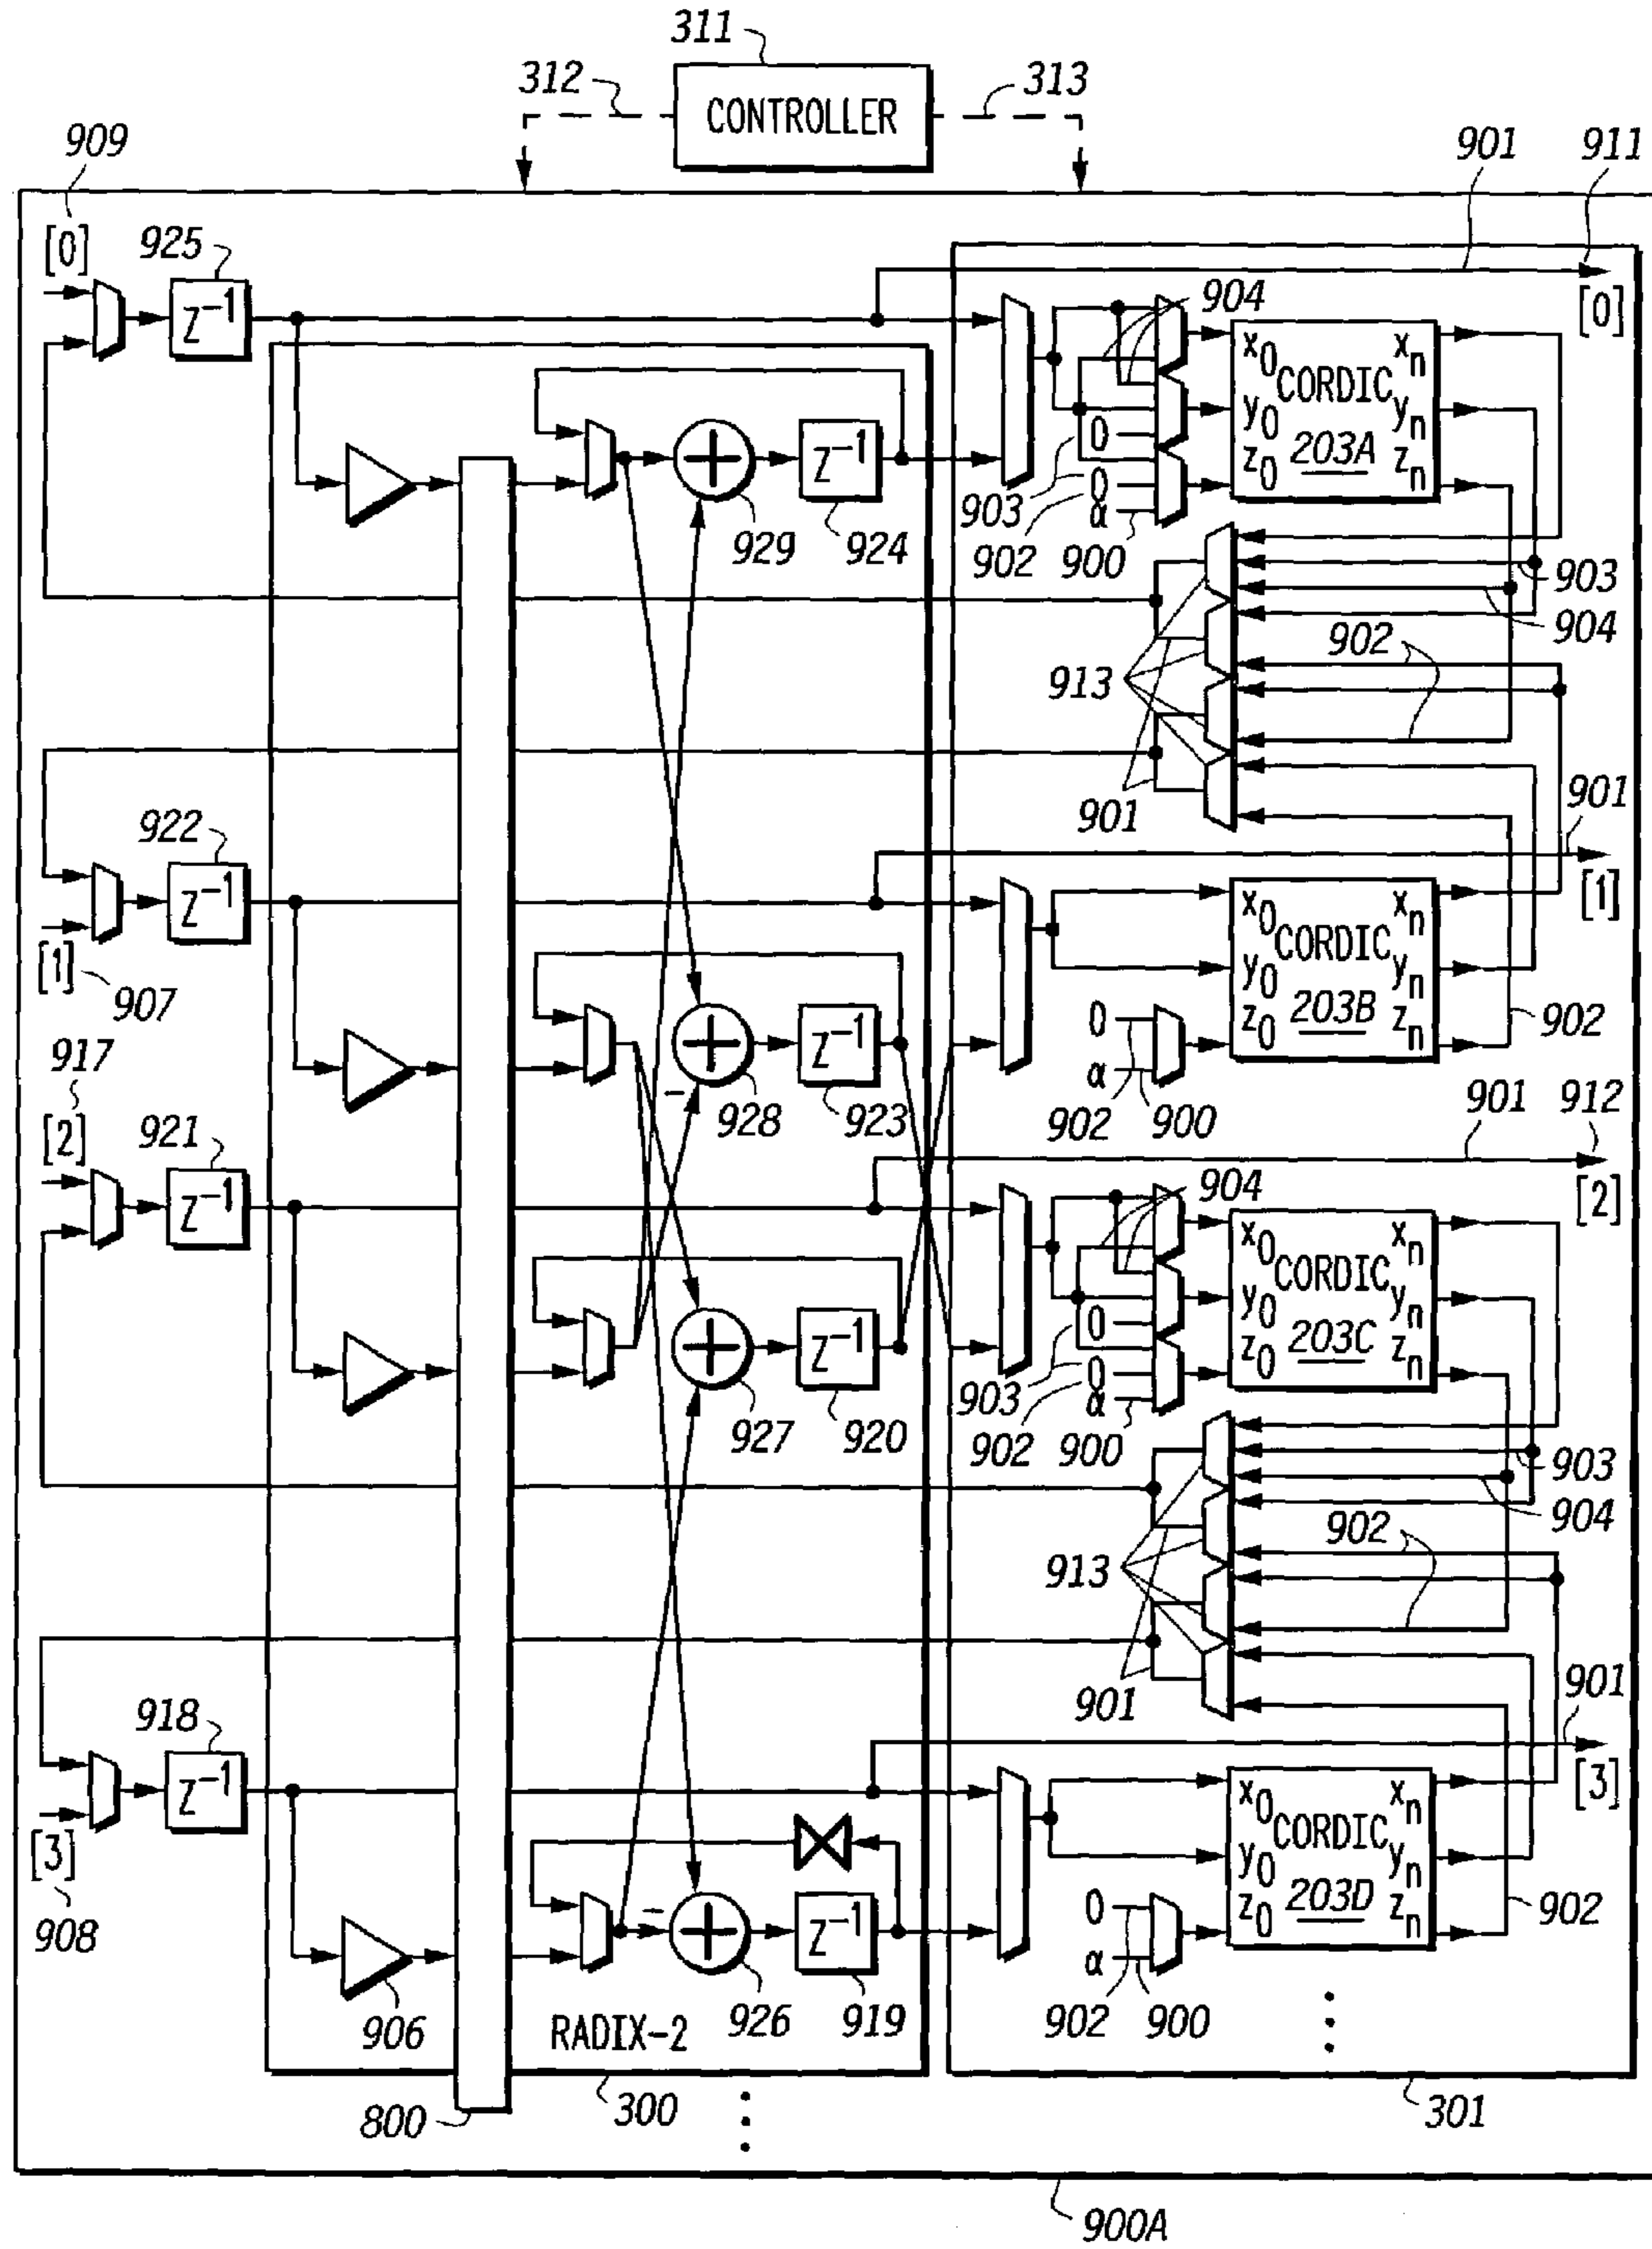 311
312
CONTROLLER
313
909
901
911
[0]
925
904
[0]
Z⁻¹
x₀
xₙ
CORDIC
y₀
yₙ
0
203A
z₀
zₙ
Z⁻¹
903
0
α
929
924
902
900
903
904
902
913
901
901
922
Z⁻¹
[1]
x₀
xₙ
CORDIC
y₀
yₙ
203B
z₀
zₙ
[1]
907
0
902
Z⁻¹
917
α
-
901
912
[2]
921
928
923
902
900
904
[2]
Z⁻¹
x₀
xₙ
CORDIC
y₀
yₙ
0
203C
z₀
zₙ
Z⁻¹
903
0
α
927
920
902
900
903
904
902
913
901
901
918
Z⁻¹
[3]
x₀
xₙ
CORDIC
y₀
yₙ
203D
z₀
zₙ
[3]
0
902
-
Z⁻¹
908
α
906
RADIX-2
926
919
902
900
800
300
301
900A